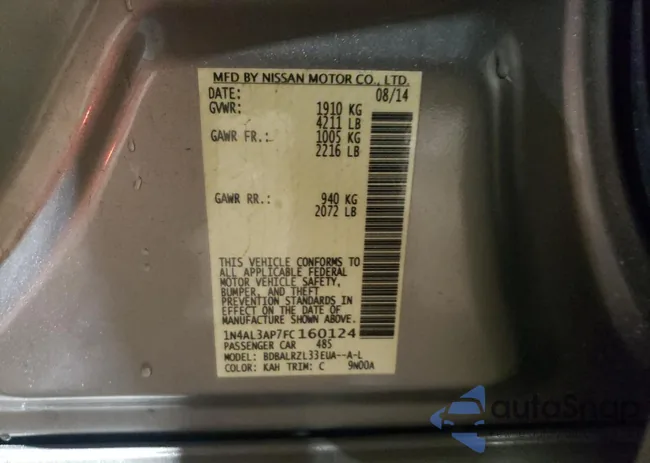 MFD BY NISSAN MOTOR CO., LTD.
DATE: 08/14
GVWR: 1910 KG
4211 LB
GAWR FR.: 1005 KG
2216 LB
GAWR RR.: 940 KG
2072 LB
THIS VEHICLE CONFORMS TO
ALL APPLICABLE FEDERAL
MOTOR VEHICLE SAFETY,
BUMPER, AND THEFT
PREVENTION STANDARDS IN
EFFECT ON THE DATE OF
MANUFACTURE SHOWN ABOVE.
1N4AL3AP7FC160124
PASSENGER CAR 485
MODEL: BDBALRZL33EUA--A-L
COLOR: KAH TRIM: C 9N00A
autoSnap